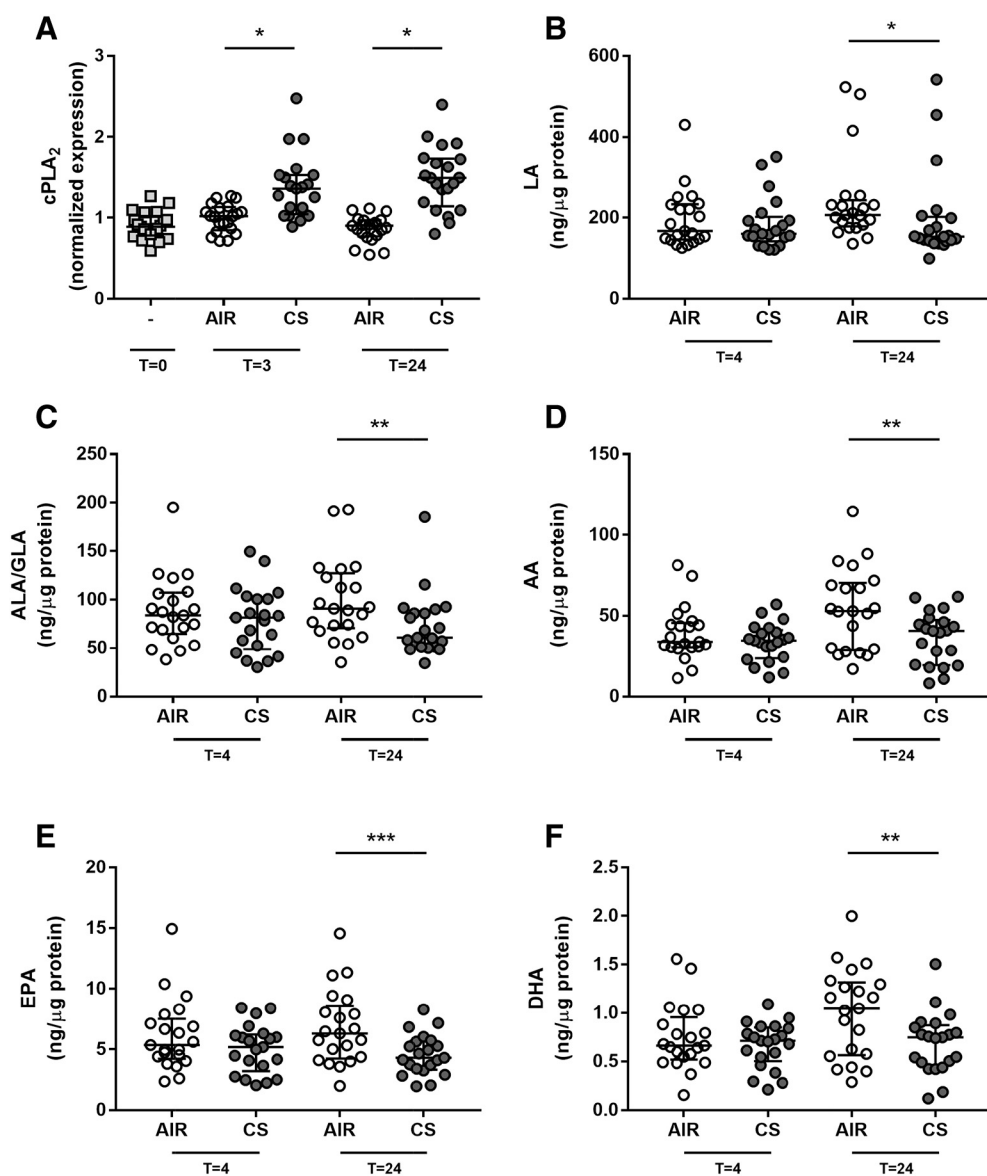 A
cPLA2
(normalized expression)
* *
3
2
1
0
- AIR CS AIR CS
T=0 T=3 T=24
B
LA
(ng/µg protein)
*
600
400
200
0
AIR CS AIR CS
T=4 T=24
C
ALA/GLA
(ng/µg protein)
**
250
200
150
100
50
0
AIR CS AIR CS
T=4 T=24
D
AA
(ng/µg protein)
**
150
100
50
0
AIR CS AIR CS
T=4 T=24
E
EPA
(ng/µg protein)
***
20
15
10
5
0
AIR CS AIR CS
T=4 T=24
F
DHA
(ng/µg protein)
**
2.5
2.0
1.5
1.0
0.5
0.0
AIR CS AIR CS
T=4 T=24